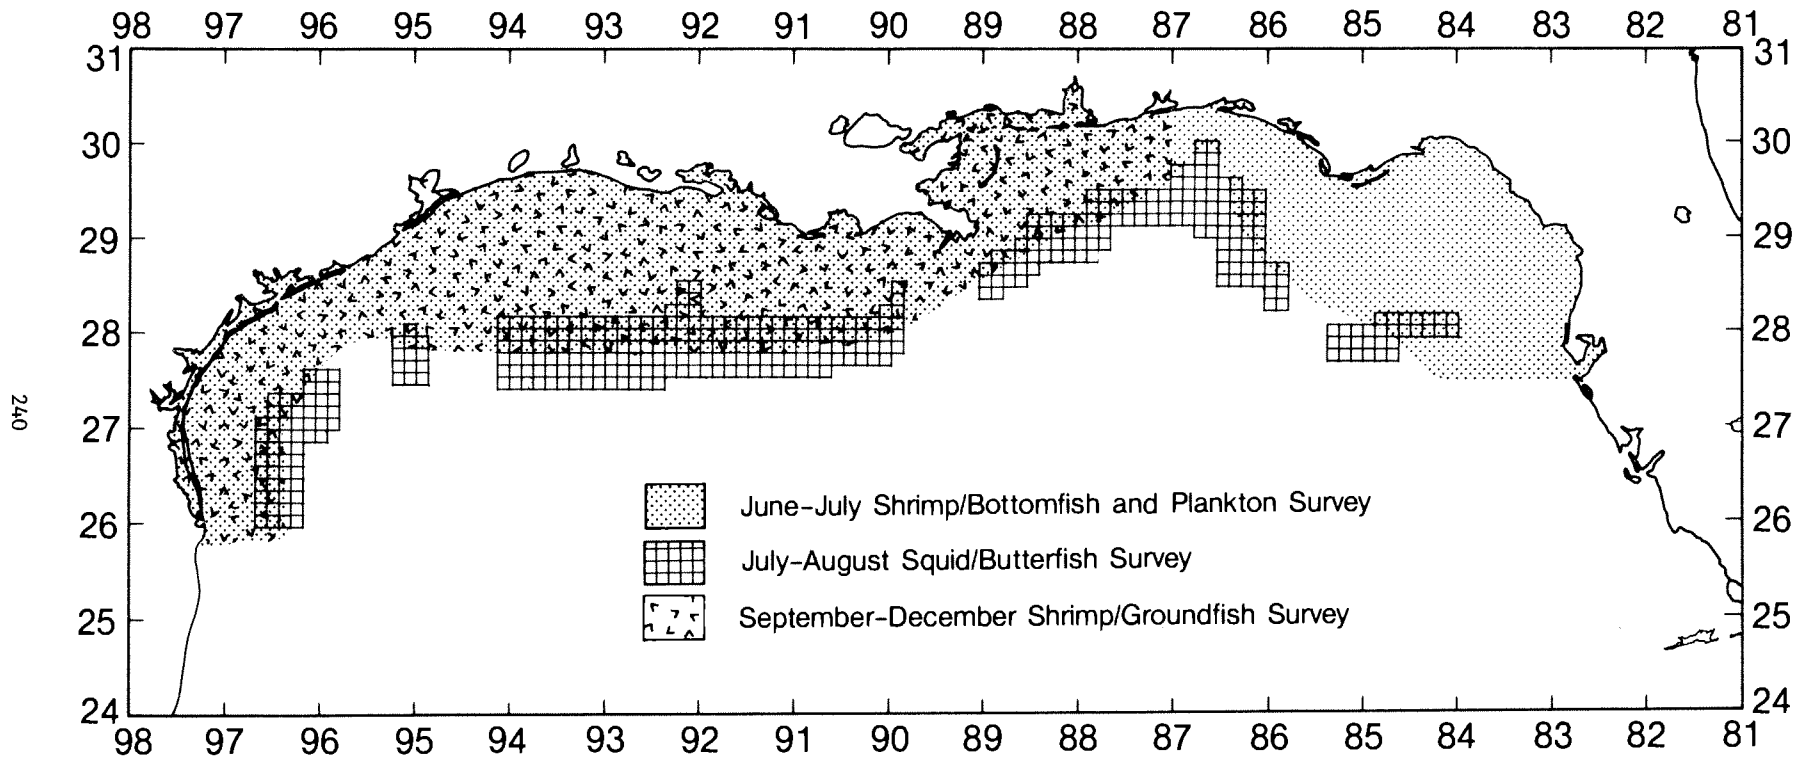 98 97 96 95 94 93 92 91 90 89 88 87 86 85 84 83 82 81
31 31
30 30
29 29
28 28
27 27
26 26
25 25
24 24
98 97 96 95 94 93 92 91 90 89 88 87 86 85 84 83 82 81
June-July Shrimp/Bottomfish and Plankton Survey
July-August Squid/Butterfish Survey
September-December Shrimp/Groundfish Survey
240